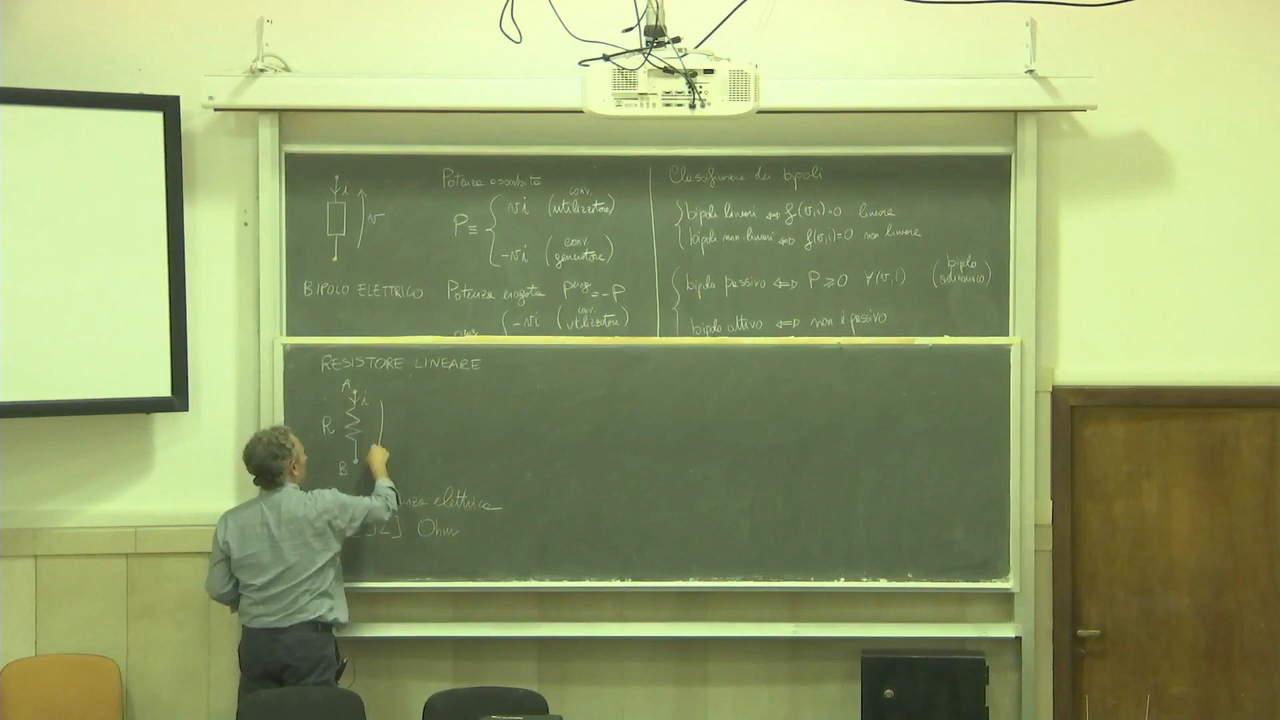 i
v
BIPOLO ELETTRICO
Potenza assorbita
P ≡ { vi (conv. utilizzatore)
-vi (conv. generatore)
Potenza erogata P^erog = -P
{ -vi (conv. utilizzatore)
Classificazione dei bipoli
{ bipoli lineari ⇔ f(v,i)=0 lineare
bipoli non-lineari ⇔ f(v,i)=0 non lineare
{ bipolo passivo ⇔ P ≥ 0 ∀(v,i) (bipolo
bipolo attivo ⇔ non è passivo
RESISTORE LINEARE
A
i
R
B
elettrica
[Ω] Ohm